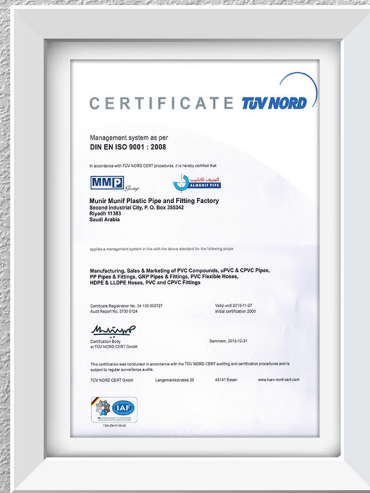 CERTIFICATE TÜV NORD
Management system as per
DIN EN ISO 9001 : 2008
In accordance with TÜV NORD CERT procedures, it is hereby certified that
MMP Group
المنيف للأنابيب
ALMONIF PIPE
Munir Munif Plastic Pipe and Fitting Factory
Second Industrial City, P. O. Box 355342
Riyadh 11383
Saudi Arabia
applies a management system in line with the above standard for the following scope
Manufacturing, Sales & Marketing of PVC Compounds, uPVC & CPVC Pipes,
PP Pipes & Fittings, GRP Pipes & Fittings, PVC Flexible Hoses,
HDPE & LLDPE Hoses, PVC and CPVC Fittings
Certificate Registration No. 04 100 000727
Valid until 2016-11-27
Audit Report No.
Initial certification 2000
Certification Body
at TÜV NORD CERT GmbH
Dammam, 2013-12-31
This certification was conducted in accordance with the TÜV NORD CERT auditing and certification procedures and is
subject to regular surveillance audits.
TÜV NORD CERT GmbH
Langemarckstrasse 20
45141 Essen
www.tuev-nord-cert.com
IAF